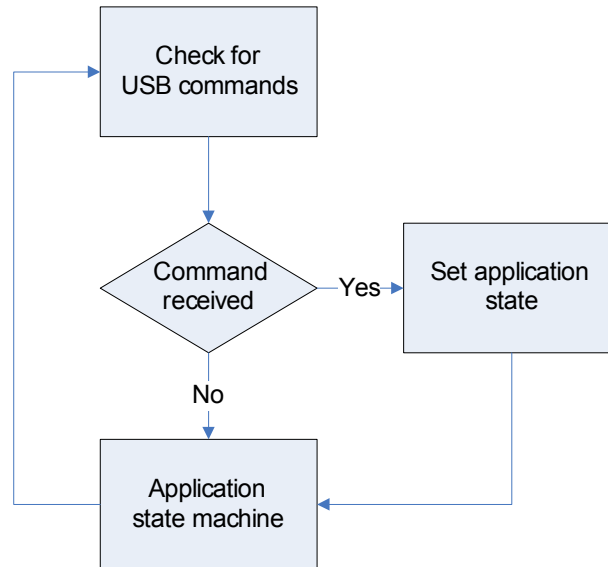 Check for
USB commands
Command
received
Yes
Set application
state
No
Application
state machine